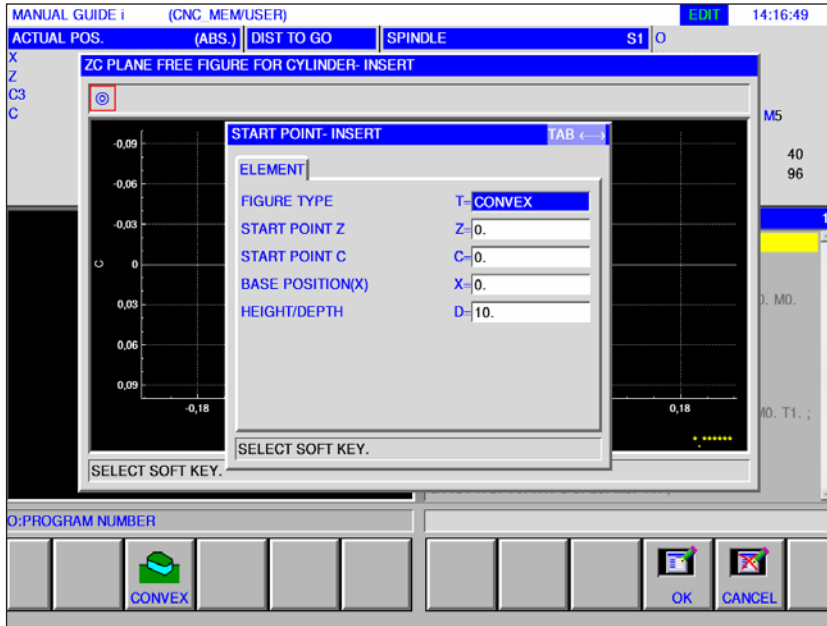 MANUAL GUIDE i (CNC_MEM/USER) EDIT 14:16:49
ACTUAL POS. (ABS.) DIST TO GO SPINDLE S1 O
X
Z
C3
C
ZC PLANE FREE FIGURE FOR CYLINDER- INSERT
M5
40
96
START POINT- INSERT TAB
ELEMENT
FIGURE TYPE T= CONVEX
START POINT Z Z= 0.
START POINT C C= 0.
BASE POSITION(X) X= 0.
HEIGHT/DEPTH D= 10.
SELECT SOFT KEY.
-0,09
-0,06
-0,03
C 0
0,03
0,06
0,09
-0,18 0,18
*.******
1
0. M0.
M0. T1. ;
SELECT SOFT KEY.
O:PROGRAM NUMBER
CONVEX OK CANCEL